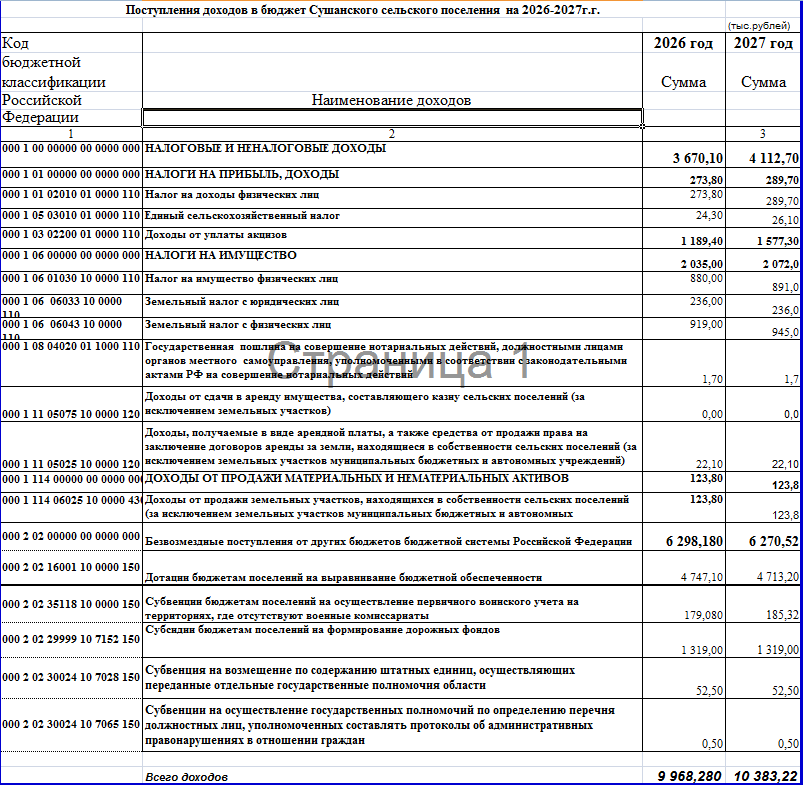 Поступления доходов в бюджет Сушанского сельского поселения на 2026-2027г.г.
(тыс.рублей)
Код бюджетной классификации Российской Федерации Наименование доходов 2026 год Сумма 2027 год Сумма
1 2 3
000 1 00 00000 00 0000 000 НАЛОГОВЫЕ И НЕНАЛОГОВЫЕ ДОХОДЫ 3 670,10 4 112,70
000 1 01 00000 00 0000 000 НАЛОГИ НА ПРИБЫЛЬ, ДОХОДЫ 273,80 289,70
000 1 01 02010 01 0000 110 Налог на доходы физических лиц 273,80 289,70
000 1 05 03010 01 0000 110 Единый сельскохозяйственный налог 24,30 26,10
000 1 03 02200 01 0000 110 Доходы от уплаты акцизов 1 189,40 1 577,30
000 1 06 00000 00 0000 000 НАЛОГИ НА ИМУЩЕСТВО 2 035,00 2 072,0
000 1 06 01030 10 0000 110 Налог на имущество физических лиц 880,00 891,0
000 1 06 06033 10 0000 110 Земельный налог с юридических лиц 236,00 236,0
000 1 06 06043 10 0000 110 Земельный налог с физических лиц 919,00 945,0
000 1 08 04020 01 1000 110 Государственная пошлина на совершение нотариальных действий, должностными лицами
органов местного самоуправления, уполномоченными в соответствии с законодательными
актами РФ на совершение нотариальных действий 1,70 1,7
Страница 1
Доходы от сдачи в аренду имущества, составляющего казну сельских поселений (за
исключением земельных участков)
000 1 11 05075 10 0000 120 0,00 0,0
Доходы, получаемые в виде арендной платы, а также средства от продажи права на
заключение договоров аренды за земли, находящиеся в собственности сельских поселений (за
000 1 11 05025 10 0000 120 исключением земельных участков муниципальных бюджетных и автономных учреждений) 22,10 22,10
000 1 114 00000 00 0000 000 ДОХОДЫ ОТ ПРОДАЖИ МАТЕРИАЛЬНЫХ И НЕМАТЕРИАЛЬНЫХ АКТИВОВ 123,80 123,8
000 1 114 06025 10 0000 430 Доходы от продажи земельных участков, находящихся в собственности сельских поселений 123,80
(за исключением земельных участков муниципальных бюджетных и автономных 123,8
000 2 02 00000 00 0000 000 Безвозмездные поступления от других бюджетов бюджетной системы Российской Федерации 6 298,180 6 270,52
000 2 02 16001 10 0000 150 Дотации бюджетам поселений на выравнивание бюджетной обеспеченности 4 747,10 4 713,20
000 2 02 35118 10 0000 150 Субвенции бюджетам поселений на осуществление первичного воинского учета на
территориях, где отсутствуют военные комиссариаты 179,080 185,32
000 2 02 29999 10 7152 150 Субсидии бюджетам поселений на формирование дорожных фондов 1 319,00 1 319,00
000 2 02 30024 10 7028 150 Субвенция на возмещение по содержанию штатных единиц, осуществляющих
переданные отдельные государственные полномочия области 52,50 52,50
Субвенции на осуществление государственных полномочий по определению перечня
000 2 02 30024 10 7065 150 должностных лиц, уполномоченных составлять протоколы об административных
правонарушениях в отношении граждан 0,50 0,50
Всего доходов 9 968,280 10 383,22